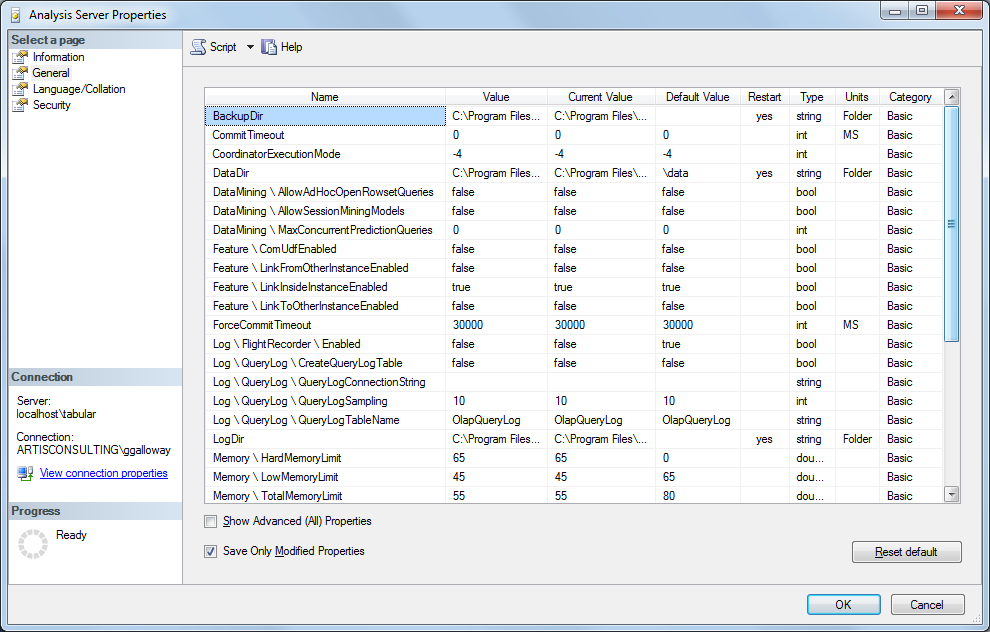 Analysis Server Properties
Select a page
Information
General
Language/Collation
Security
Script Help
Name Value Current Value Default Value Restart Type Units Category
BackupDir C:\Program Files... C:\Program Files\... yes string Folder Basic
CommitTimeout 0 0 0 int MS Basic
CoordinatorExecutionMode -4 -4 -4 int Basic
DataDir C:\Program Files... C:\Program Files\... \data yes string Folder Basic
DataMining \ AllowAdHocOpenRowsetQueries false false false bool Basic
DataMining \ AllowSessionMiningModels false false false bool Basic
DataMining \ MaxConcurrentPredictionQueries 0 0 0 int Basic
Feature \ ComUdfEnabled false false false bool Basic
Feature \ LinkFromOtherInstanceEnabled false false false bool Basic
Feature \ LinkInsideInstanceEnabled true true true bool Basic
Feature \ LinkToOtherInstanceEnabled false false false bool Basic
ForceCommitTimeout 30000 30000 30000 int MS Basic
Log \ FlightRecorder \ Enabled false false true bool Basic
Log \ QueryLog \ CreateQueryLogTable false false false bool Basic
Log \ QueryLog \ QueryLogConnectionString string Basic
Log \ QueryLog \ QueryLogSampling 10 10 10 int Basic
Log \ QueryLog \ QueryLogTableName OlapQueryLog OlapQueryLog OlapQueryLog string Basic
LogDir C:\Program Files... C:\Program Files\... yes string Folder Basic
Memory \ HardMemoryLimit 65 65 0 dou... Basic
Memory \ LowMemoryLimit 45 45 65 dou... Basic
Memory \ TotalMemoryLimit 55 55 80 dou... Basic
Connection
Server:
localhost\tabular
Connection:
ARTISCONSULTING\ggalloway
View connection properties
Progress
Ready
Show Advanced (All) Properties
Save Only Modified Properties
Reset default
OK Cancel